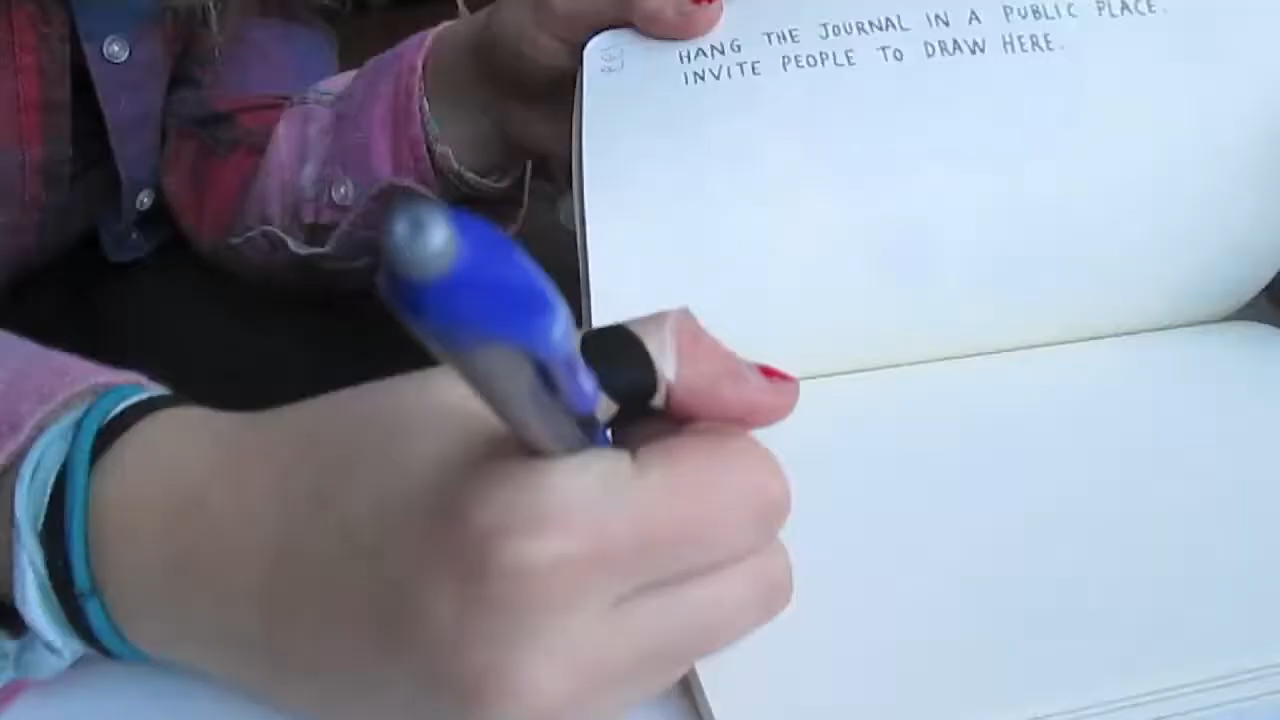 HANG THE JOURNAL IN A PUBLIC PLACE.
INVITE PEOPLE TO DRAW HERE.